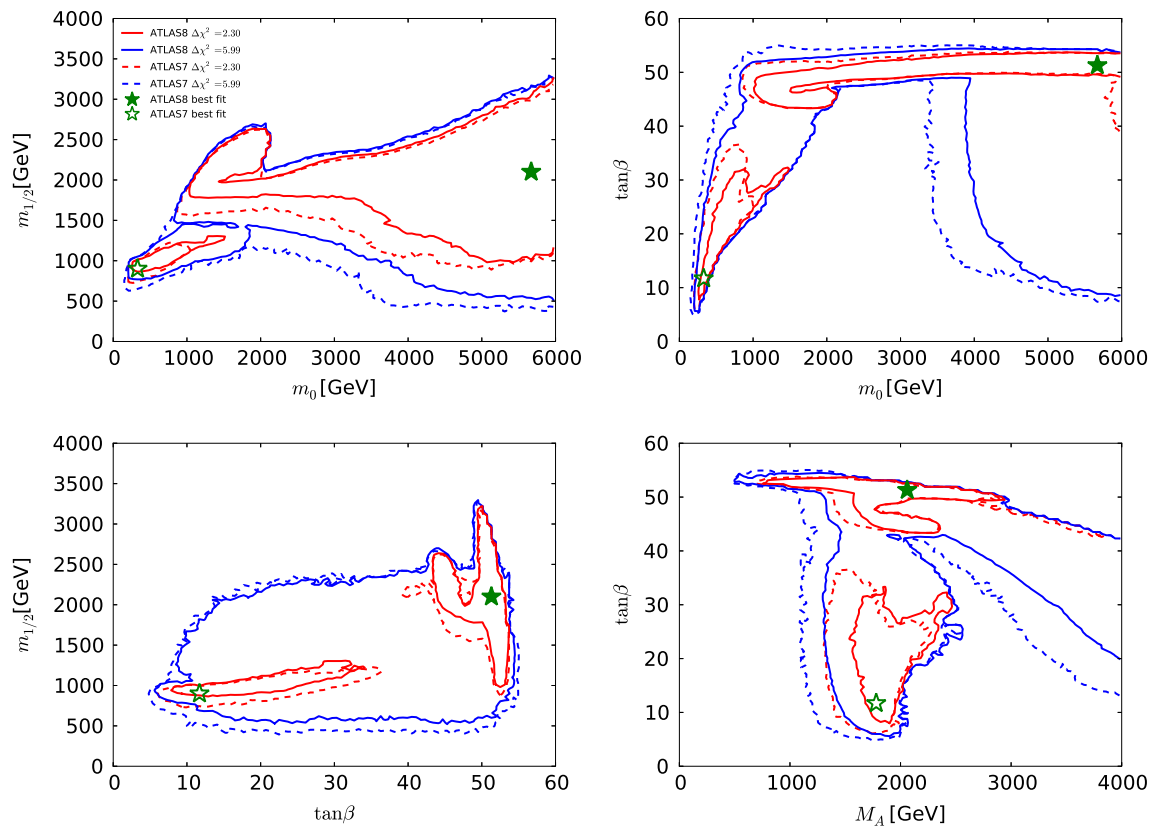 4000
3500
3000
2500
2000
1500
1000
500
0
m1/2[GeV]
ATLAS8 Δχ² =2.30
ATLAS8 Δχ² =5.99
ATLAS7 Δχ² =2.30
ATLAS7 Δχ² =5.99
ATLAS8 best fit
ATLAS7 best fit
0 1000 2000 3000 4000 5000 6000
m0[GeV]
60
50
40
30
20
10
0
tanβ
0 1000 2000 3000 4000 5000 6000
m0[GeV]
4000
3500
3000
2500
2000
1500
1000
500
0
m1/2[GeV]
0 10 20 30 40 50 60
tanβ
60
50
40
30
20
10
0
tanβ
0 1000 2000 3000 4000
MA[GeV]